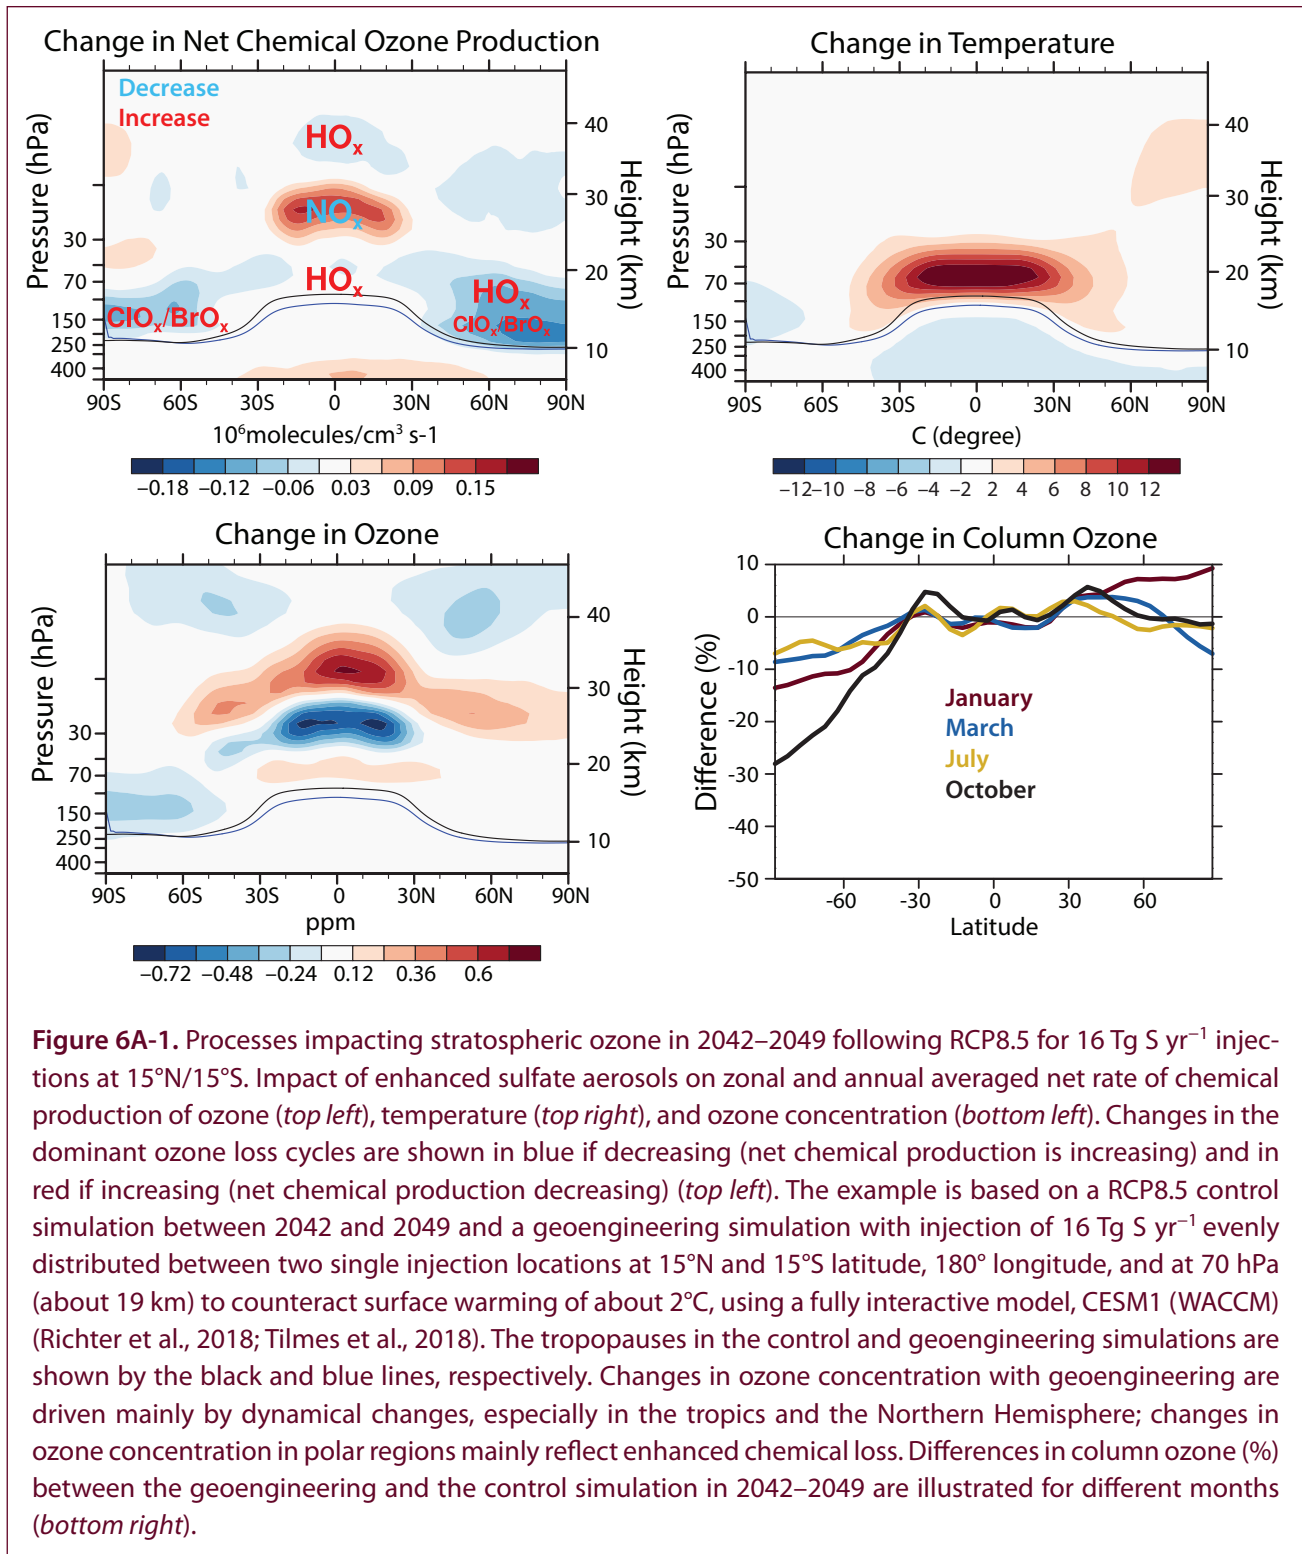 Change in Net Chemical Ozone Production
Decrease
Increase
HOx
NOx
HOx
HOx
ClOx/BrOx
ClOx/BrOx
Pressure (hPa)
30
70
150
250
400
Height (km)
40
30
20
10
90S 60S 30S 0 30N 60N 90N
10⁶molecules/cm³ s-1
−0.18 −0.12 −0.06 0.03 0.09 0.15
Change in Temperature
Pressure (hPa)
30
70
150
250
400
Height (km)
40
30
20
10
90S 60S 30S 0 30N 60N 90N
C (degree)
−12 −10 −8 −6 −4 −2 2 4 6 8 10 12
Change in Ozone
Pressure (hPa)
30
70
150
250
400
Height (km)
40
30
20
10
90S 60S 30S 0 30N 60N 90N
ppm
−0.72 −0.48 −0.24 0.12 0.36 0.6
Change in Column Ozone
Difference (%)
10
0
-10
-20
-30
-40
-50
January
March
July
October
-60 -30 0 30 60
Latitude
Figure 6A-1. Processes impacting stratospheric ozone in 2042–2049 following RCP8.5 for 16 Tg S yr⁻¹ injec-
tions at 15°N/15°S. Impact of enhanced sulfate aerosols on zonal and annual averaged net rate of chemical
production of ozone (top left), temperature (top right), and ozone concentration (bottom left). Changes in the
dominant ozone loss cycles are shown in blue if decreasing (net chemical production is increasing) and in
red if increasing (net chemical production decreasing) (top left). The example is based on a RCP8.5 control
simulation between 2042 and 2049 and a geoengineering simulation with injection of 16 Tg S yr⁻¹ evenly
distributed between two single injection locations at 15°N and 15°S latitude, 180° longitude, and at 70 hPa
(about 19 km) to counteract surface warming of about 2°C, using a fully interactive model, CESM1 (WACCM)
(Richter et al., 2018; Tilmes et al., 2018). The tropopauses in the control and geoengineering simulations are
shown by the black and blue lines, respectively. Changes in ozone concentration with geoengineering are
driven mainly by dynamical changes, especially in the tropics and the Northern Hemisphere; changes in
ozone concentration in polar regions mainly reflect enhanced chemical loss. Differences in column ozone (%)
between the geoengineering and the control simulation in 2042–2049 are illustrated for different months
(bottom right).